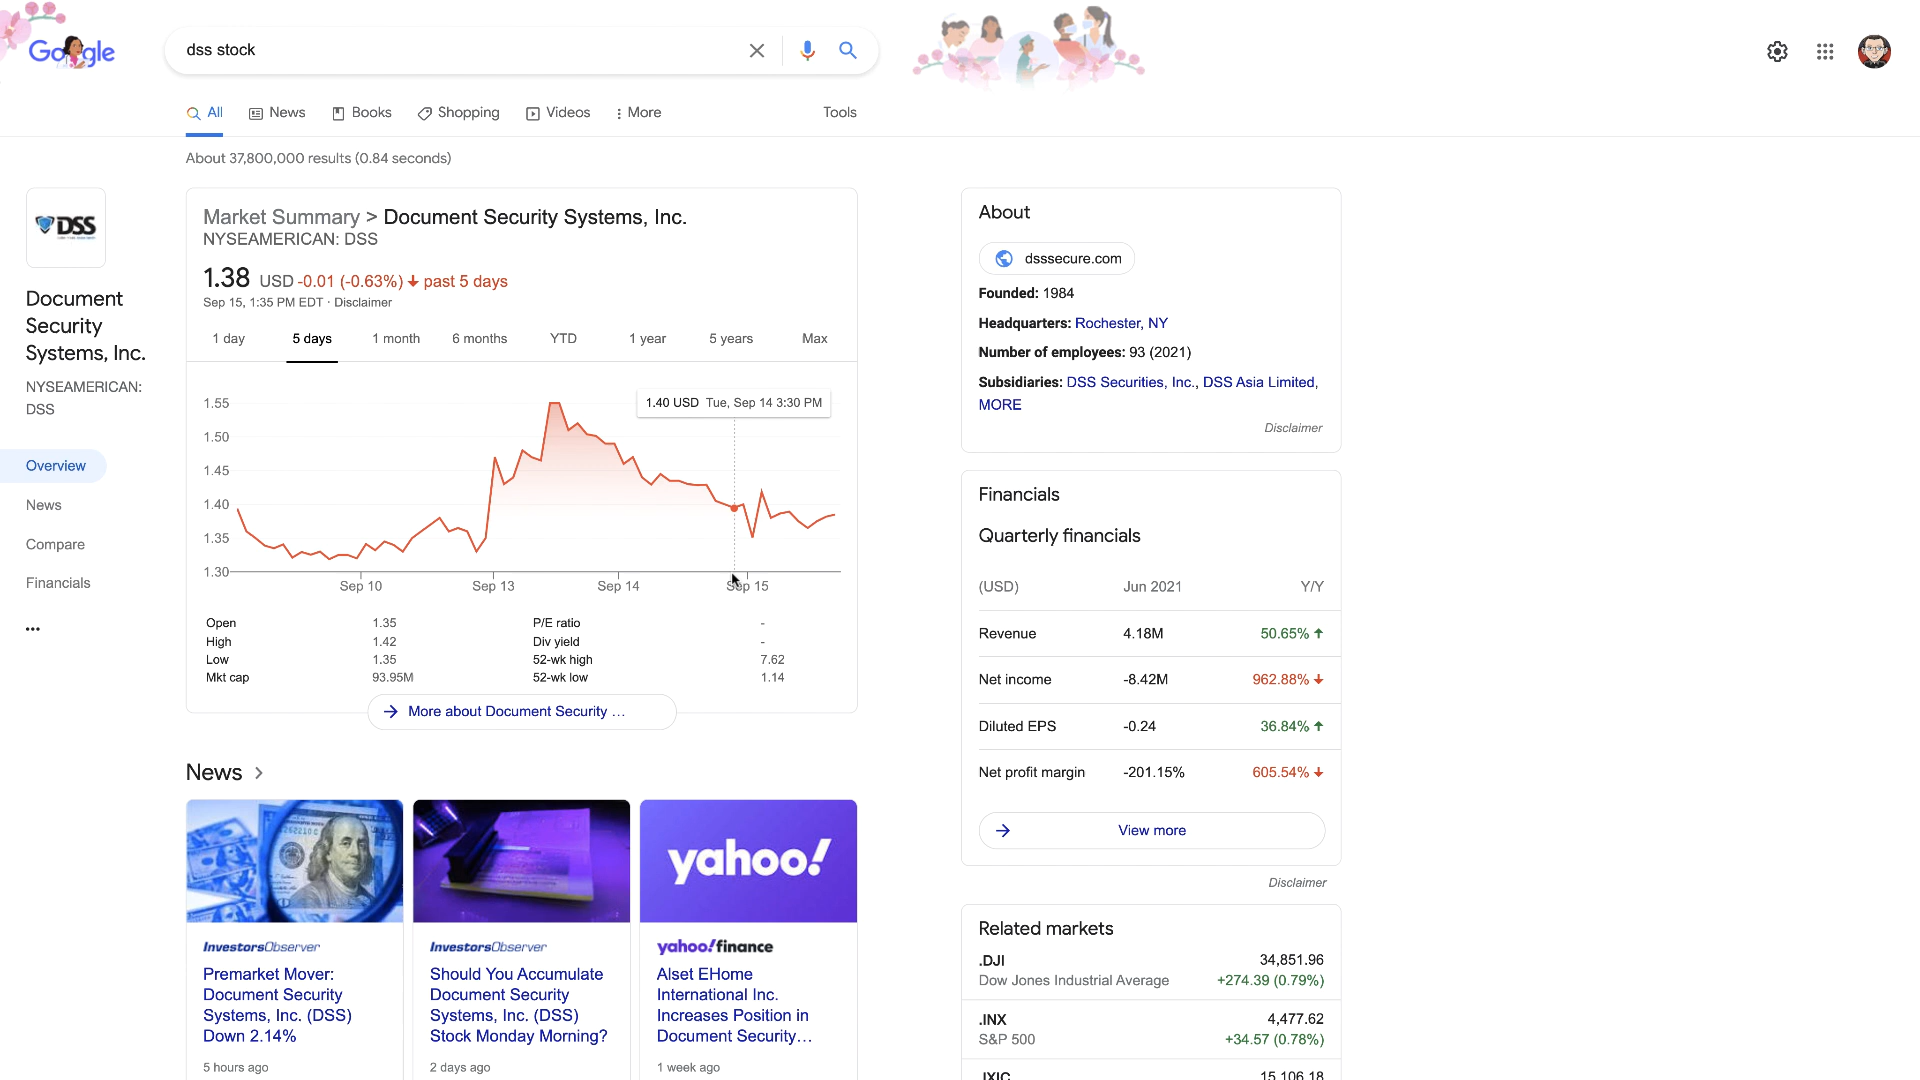 Google
dss stock
All
News
Books
Shopping
Videos
More
Tools
About 37,800,000 results (0.84 seconds)
DSS
Document
Security
Systems, Inc.
NYSEAMERICAN:
DSS
Overview
News
Compare
Financials
Market Summary > Document Security Systems, Inc.
NYSEAMERICAN: DSS
1.38 USD -0.01 (-0.63%) past 5 days
Sep 15, 1:35 PM EDT · Disclaimer
1 day 5 days 1 month 6 months YTD 1 year 5 years Max
1.40 USD Tue, Sep 14 3:30 PM
1.55
1.50
1.45
1.40
1.35
1.30
Sep 10 Sep 13 Sep 14 Sep 15
Open 1.35 P/E ratio -
High 1.42 Div yield -
Low 1.35 52-wk high 7.62
Mkt cap 93.95M 52-wk low 1.14
More about Document Security …
News
yahoo!
InvestorsObserver
Premarket Mover:
Document Security
Systems, Inc. (DSS)
Down 2.14%
5 hours ago
InvestorsObserver
Should You Accumulate
Document Security
Systems, Inc. (DSS)
Stock Monday Morning?
2 days ago
yahoo!finance
Alset EHome
International Inc.
Increases Position in
Document Security…
1 week ago
About
dsssecure.com
Founded: 1984
Headquarters: Rochester, NY
Number of employees: 93 (2021)
Subsidiaries: DSS Securities, Inc., DSS Asia Limited,
MORE
Disclaimer
Financials
Quarterly financials
(USD) Jun 2021 Y/Y
Revenue 4.18M 50.65%
Net income -8.42M 962.88%
Diluted EPS -0.24 36.84%
Net profit margin -201.15% 605.54%
View more
Disclaimer
Related markets
.DJI 34,851.96
Dow Jones Industrial Average +274.39 (0.79%)
.INX 4,477.62
S&P 500 +34.57 (0.78%)
.IXIC 15,106.18